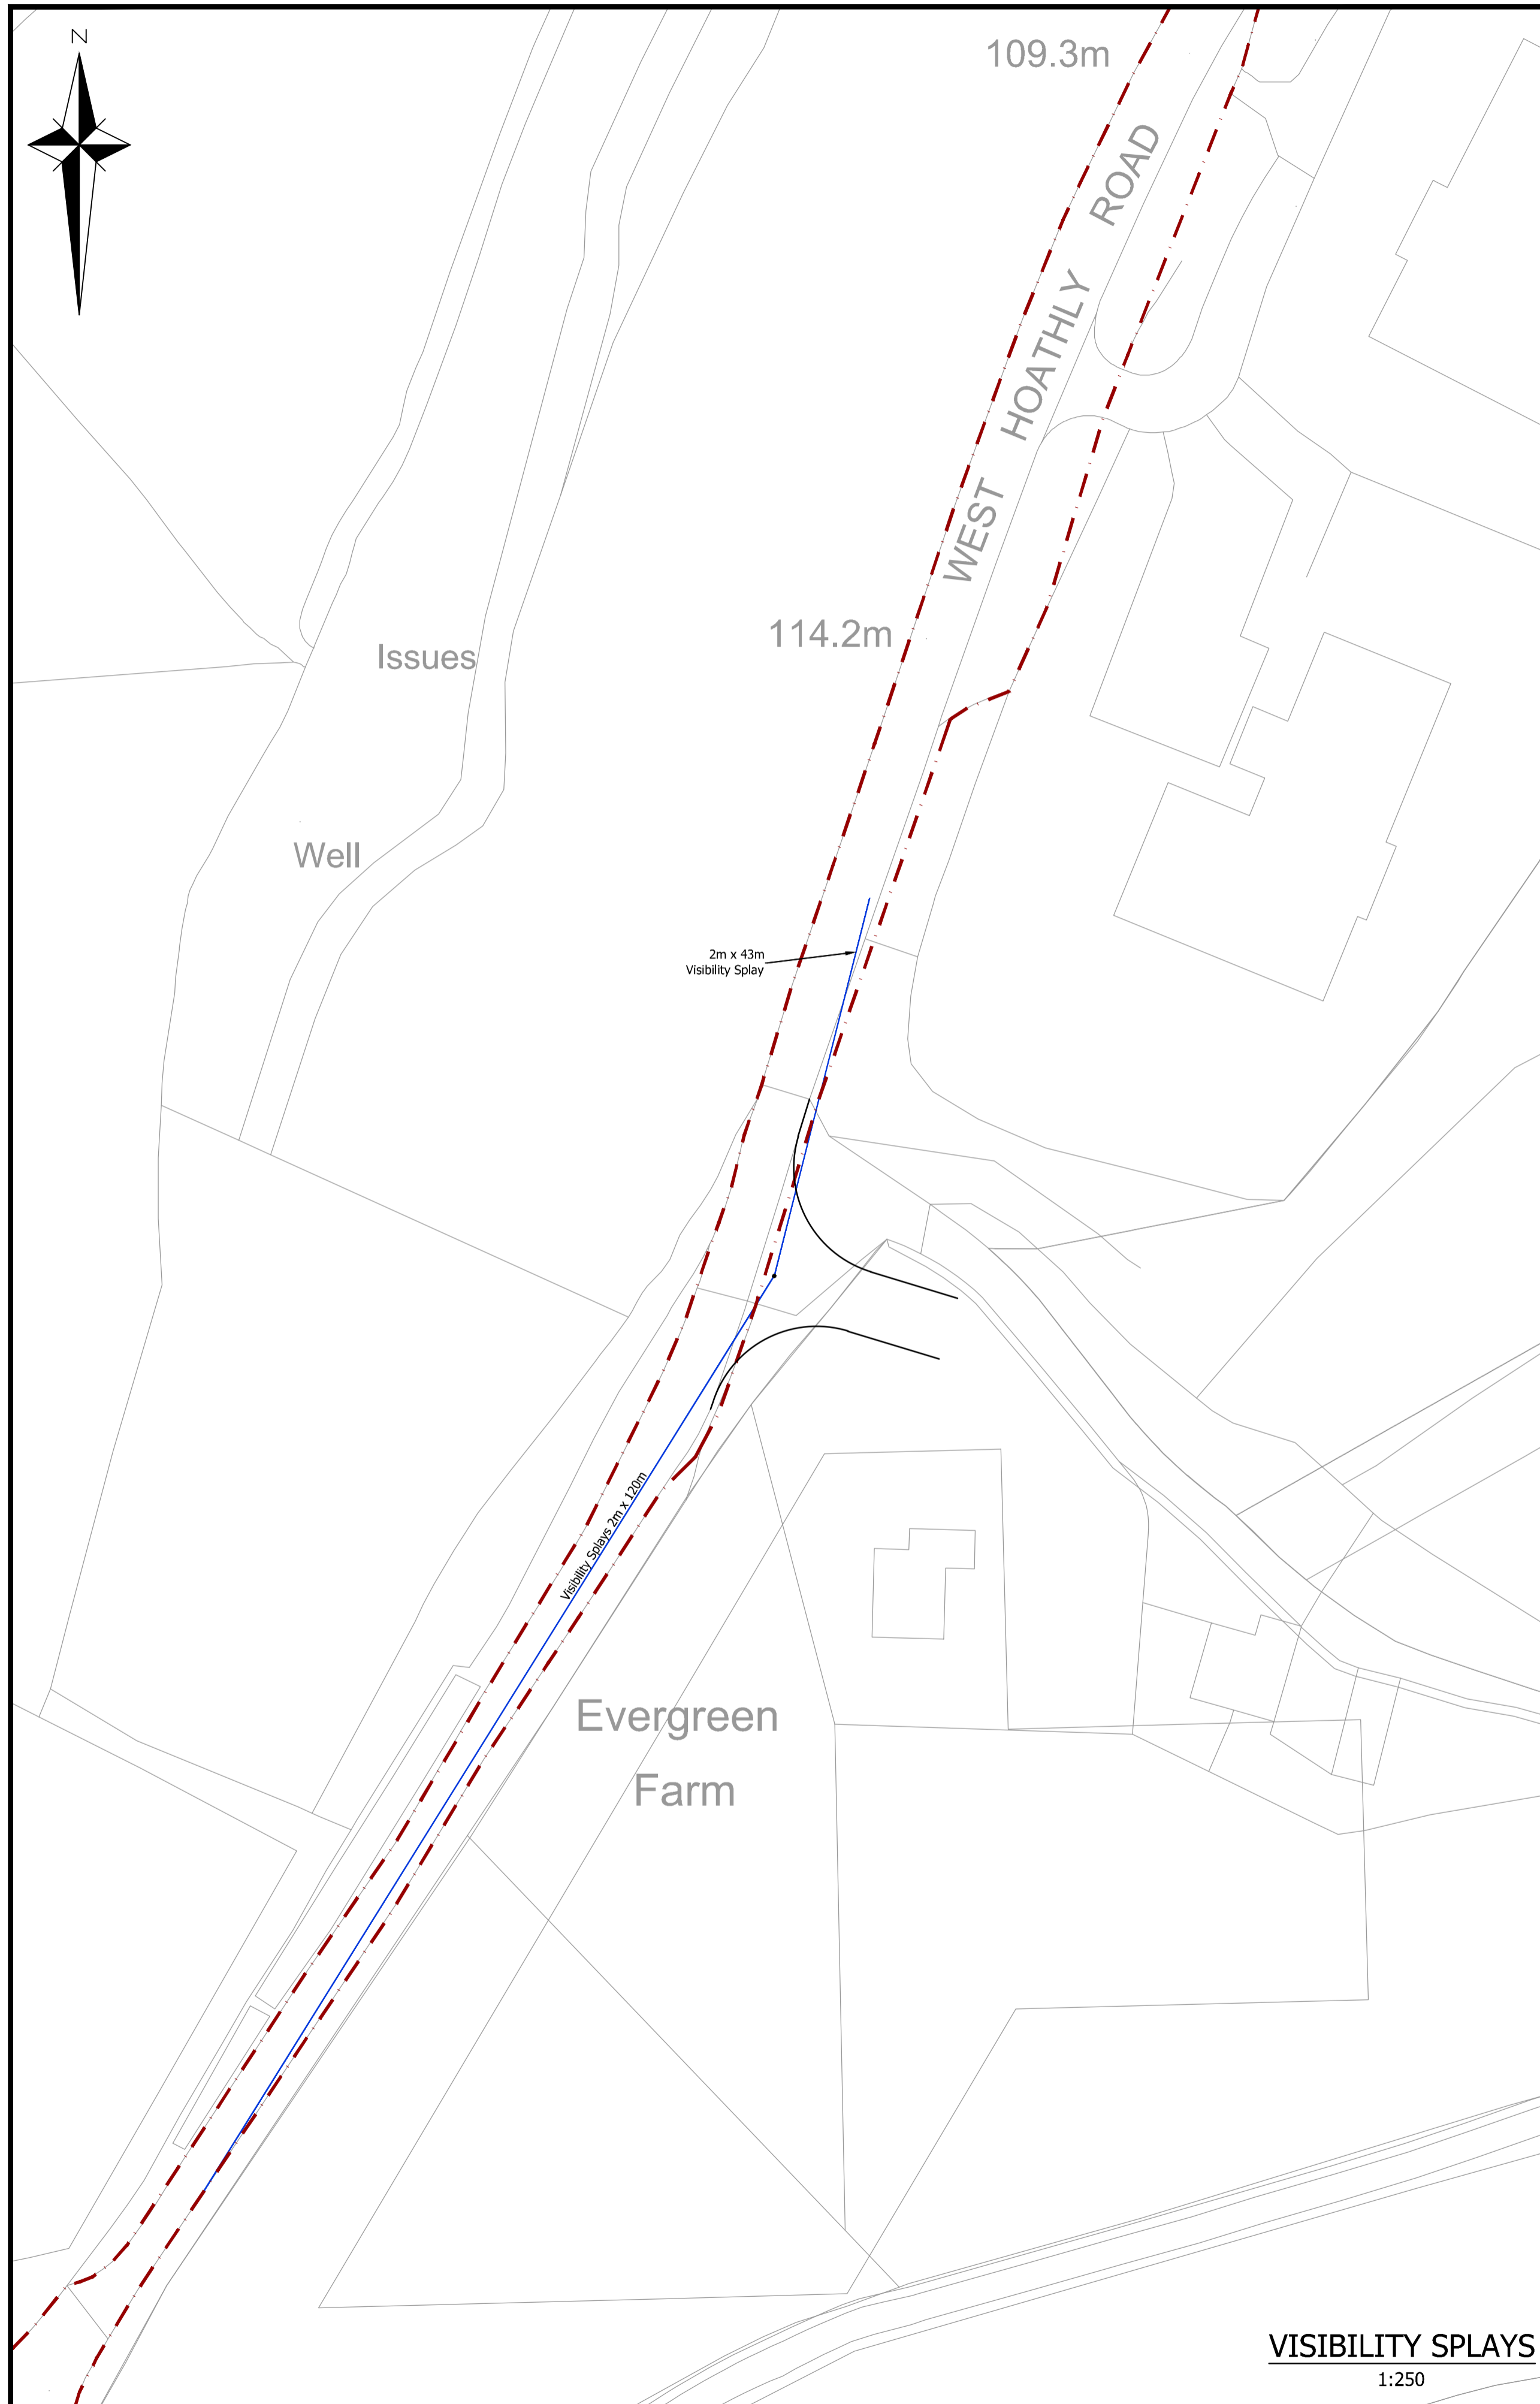 N
109.3m
WEST HOATHLY ROAD
114.2m
Issues
Well
2m x 43m
Visibility Splay
Visibility Splays 2m x 120m
Evergreen
Farm
VISIBILITY SPLAYS
1:250